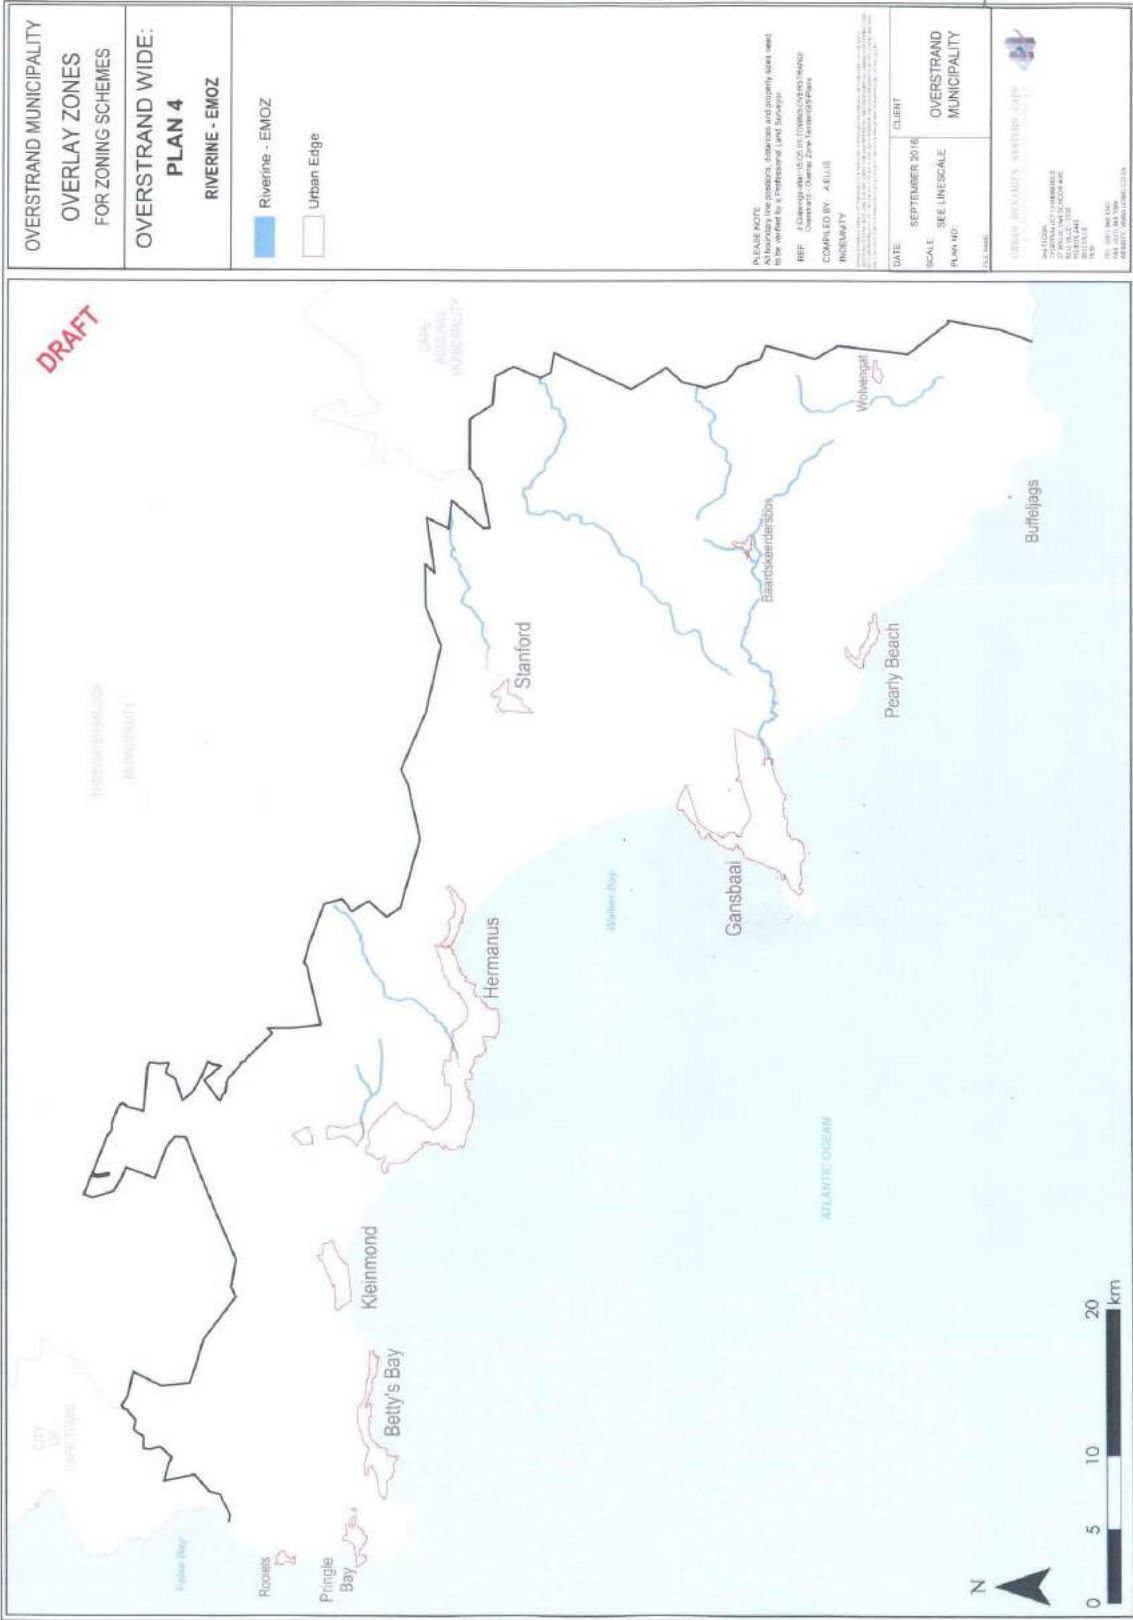 OVERSTRAND MUNICIPALITY
OVERLAY ZONES
FOR ZONING SCHEMES
OVERSTRAND WIDE:
PLAN 4
RIVERINE - EMOZ
Riverine - EMOZ
Urban Edge
PLEASE NOTE
All boundary line positions, distances and property sizes need
to be verified by a Professional Land Surveyor.
REF
COMPILED BY A ELLIS
INDEMNITY
DATE
SEPTEMBER 2016
SCALE
SEE LINESCALE
PLAN NO
CLIENT
OVERSTRAND
MUNICIPALITY
DRAFT
CITY
OF
CAPE TOWN
THEEWATERSKLOOF
MUNICIPALITY
CAPE
AGULHAS
MUNICIPALITY
False Bay
Rooiels
Pringle
Bay
Betty's Bay
Kleinmond
Hermanus
Stanford
Walker Bay
Gansbaai
Baardskeerdersbos
Wolvengat
Pearly Beach
Buffeljags
ATLANTIC OCEAN
N
0 5 10 20
km